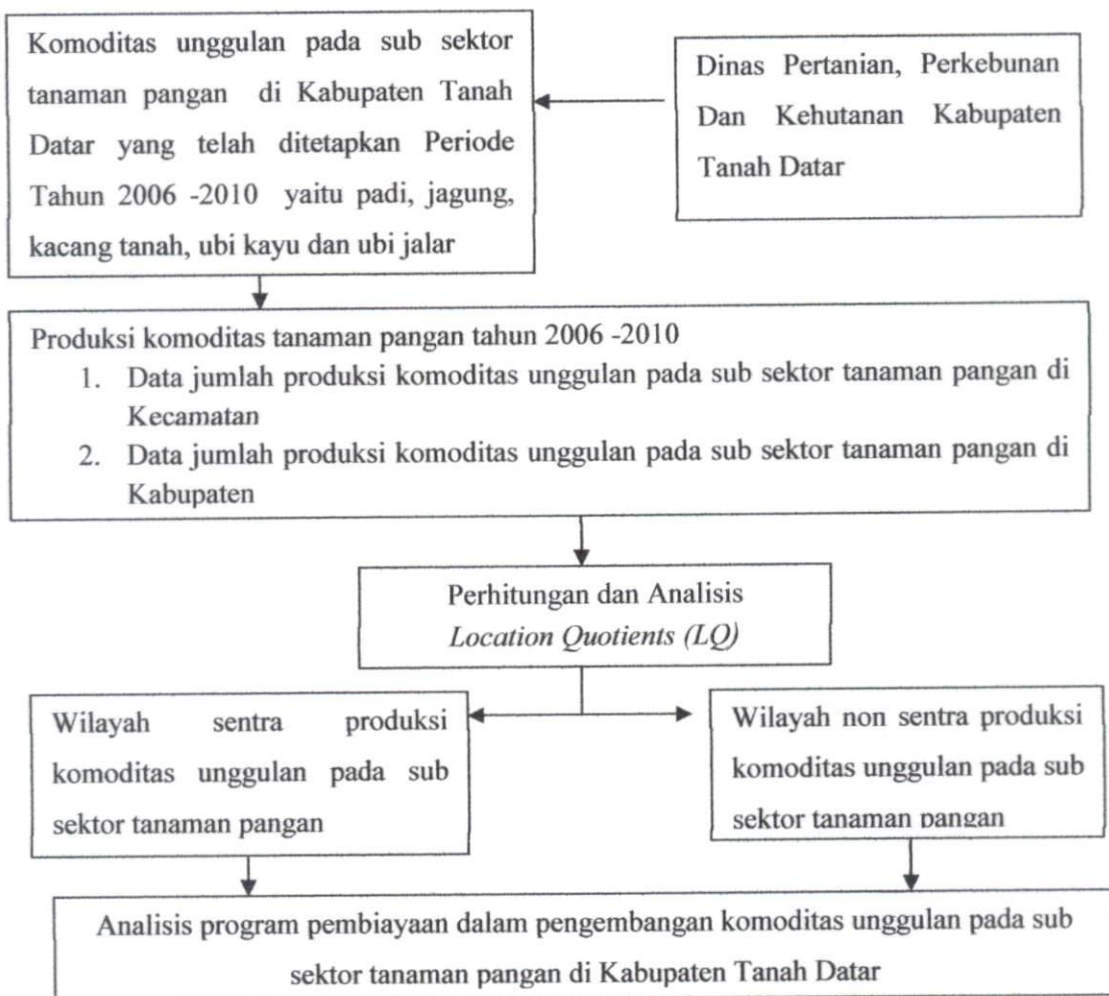 Komoditas unggulan pada sub sektor
tanaman pangan di Kabupaten Tanah
Datar yang telah ditetapkan Periode
Tahun 2006 -2010 yaitu padi, jagung,
kacang tanah, ubi kayu dan ubi jalar
Dinas Pertanian, Perkebunan
Dan Kehutanan Kabupaten
Tanah Datar
Produksi komoditas tanaman pangan tahun 2006 -2010
1. Data jumlah produksi komoditas unggulan pada sub sektor tanaman pangan di
Kecamatan
2. Data jumlah produksi komoditas unggulan pada sub sektor tanaman pangan di
Kabupaten
Perhitungan dan Analisis
Location Quotients (LQ)
Wilayah sentra produksi
komoditas unggulan pada sub
sektor tanaman pangan
Wilayah non sentra produksi
komoditas unggulan pada sub
sektor tanaman pangan
Analisis program pembiayaan dalam pengembangan komoditas unggulan pada sub
sektor tanaman pangan di Kabupaten Tanah Datar